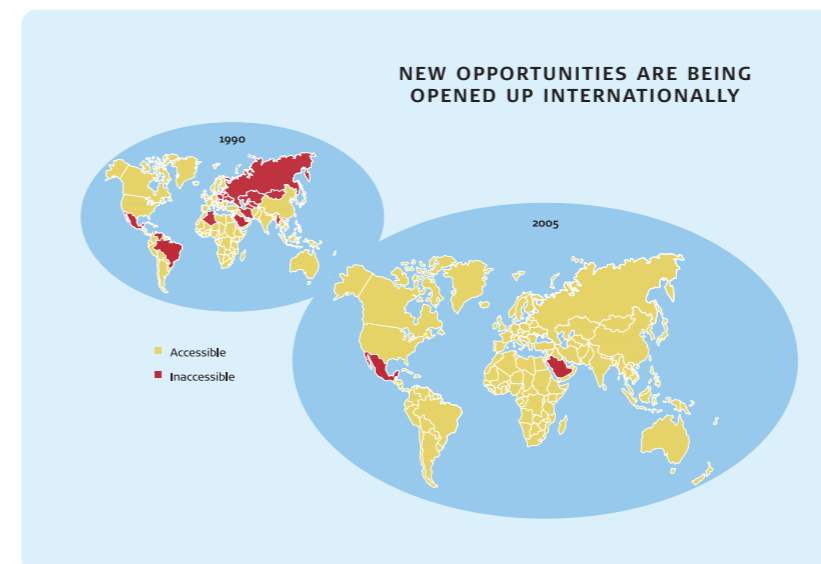 NEW OPPORTUNITIES ARE BEING
OPENED UP INTERNATIONALLY
1990
2005
Accessible
Inaccessible